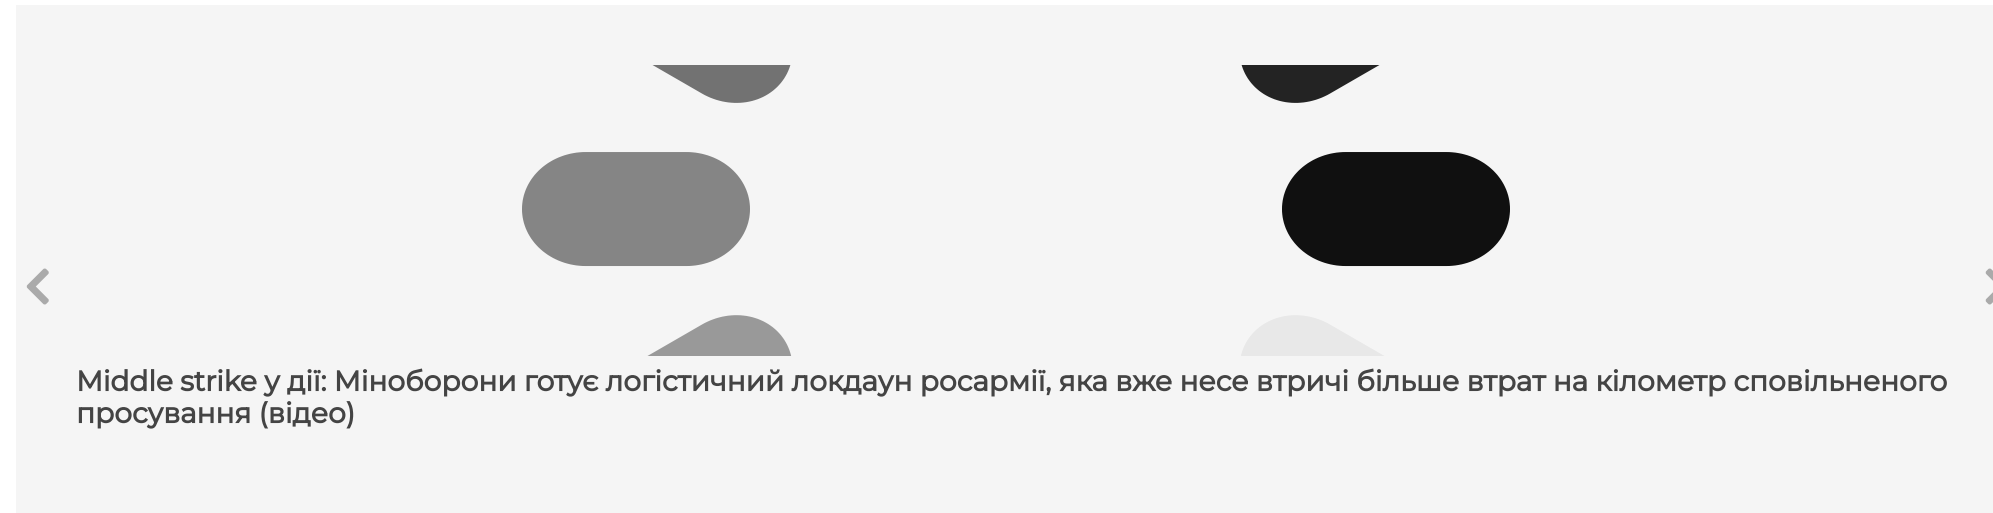 Middle strike у дії: Міноборони готує логістичний локдаун росармії, яка вже несе втричі більше втрат на кілометр сповільненого
просування (відео)